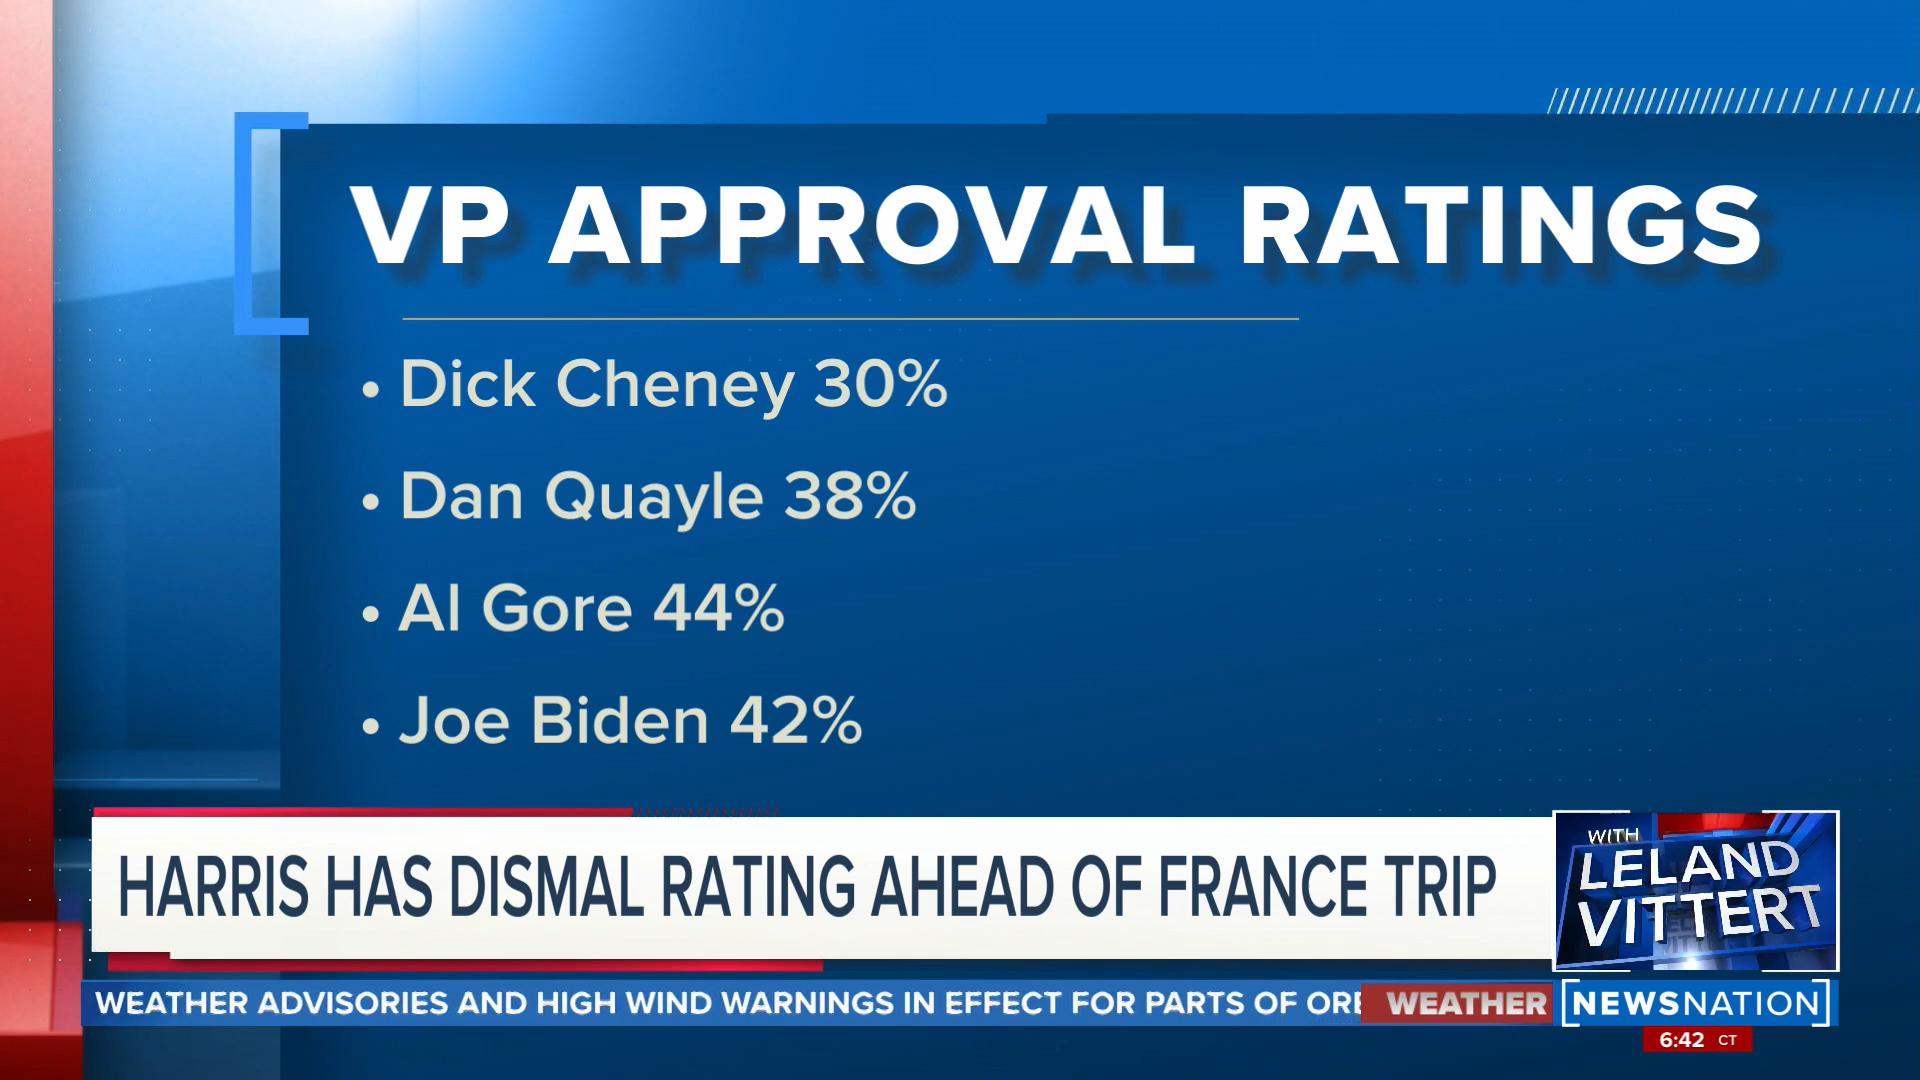 VP APPROVAL RATINGS
• Dick Cheney 30%
• Dan Quayle 38%
• Al Gore 44%
• Joe Biden 42%
HARRIS HAS DISMAL RATING AHEAD OF FRANCE TRIP
WITH
LELAND
VITTERT
WEATHER ADVISORIES AND HIGH WIND WARNINGS IN EFFECT FOR PARTS OF ORE
WEATHER
[NEWSNATION]
6:42 CT